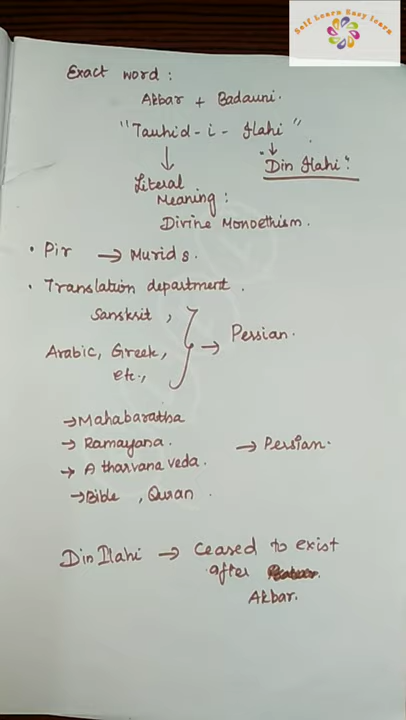 Self Learn Easy learn
Exact word :
Akbar + Badauni.
"Tauhid - i - Ilahi"
↓ ↓
Literal "Din Ilahi".
Meaning :
Divine Monoethism.
• Pir → Murids.
• Translation department.
Sanskrit ,
Arabic, Greek, → Persian.
etc.,
→ Mahabaratha
→ Ramayana.
→ Atharvana veda. → Persian.
→ Bible , Quran .
Din Ilahi → Ceased to exist
after
Akbar.